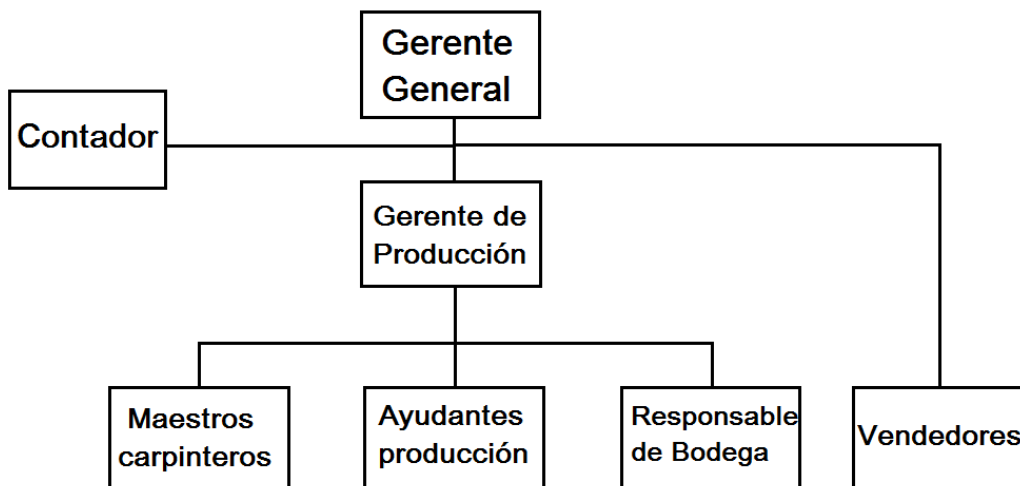 Gerente
General
Contador
Gerente de
Producción
Maestros
carpinteros
Ayudantes
producción
Responsable
de Bodega
Vendedores